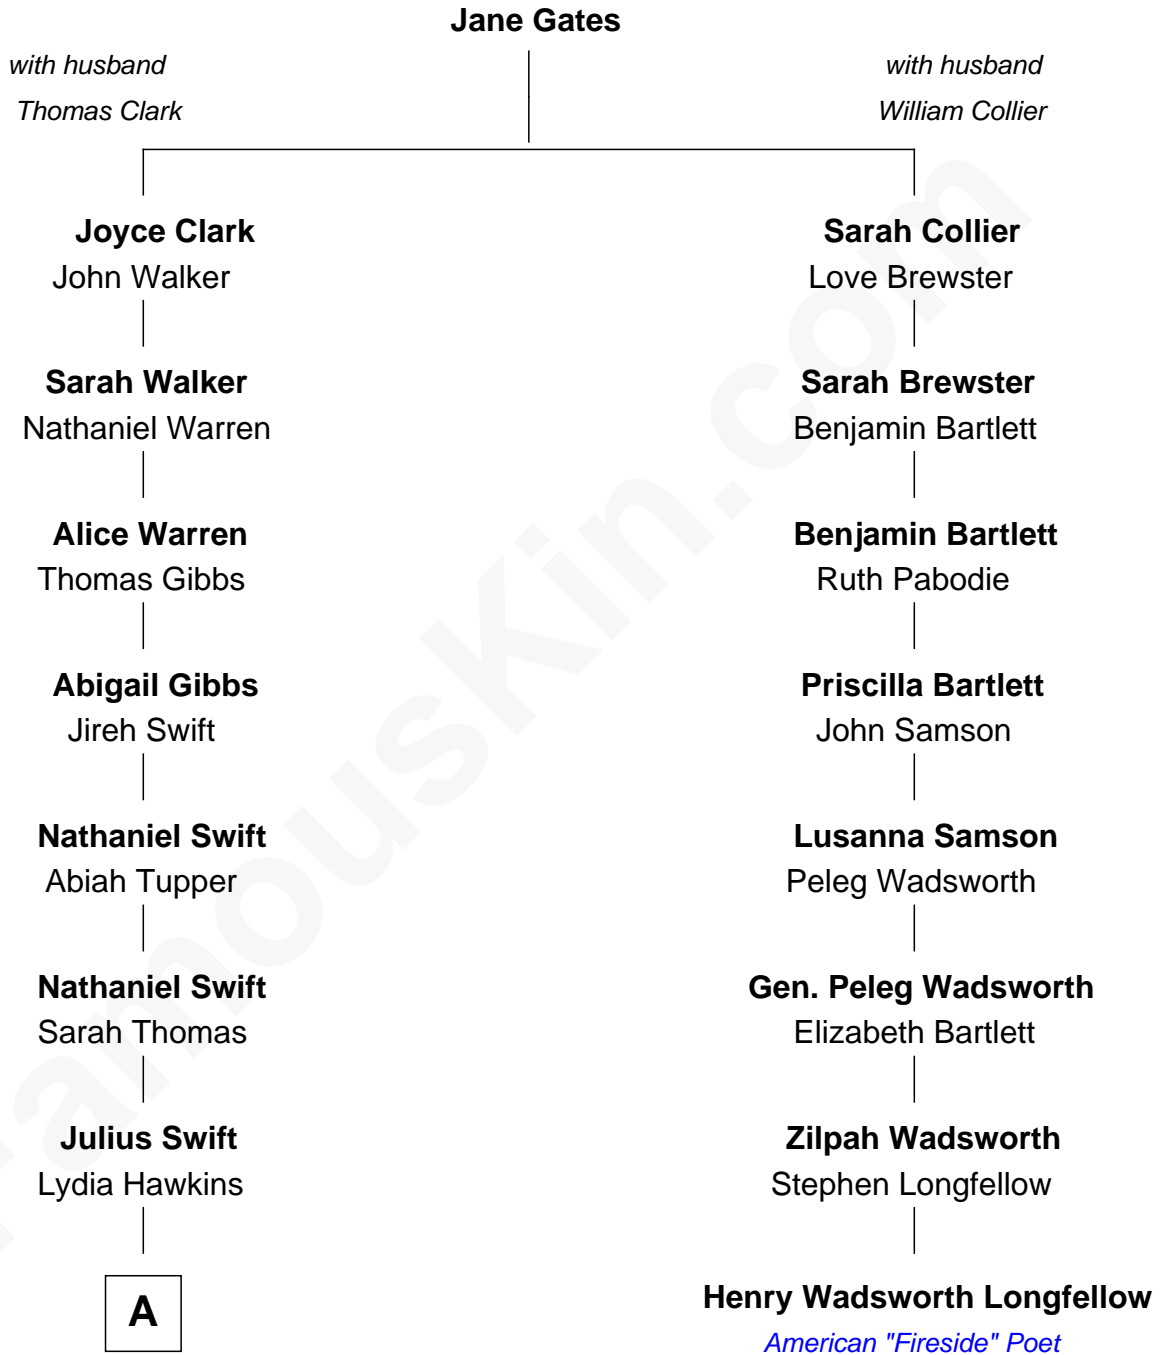 Jane Gates
with husband
Thomas Clark
with husband
William Collier
Joyce Clark
John Walker
Sarah Collier
Love Brewster
Sarah Walker
Nathaniel Warren
Sarah Brewster
Benjamin Bartlett
Alice Warren
Thomas Gibbs
Benjamin Bartlett
Ruth Pabodie
Abigail Gibbs
Jireh Swift
Priscilla Bartlett
John Samson
Nathaniel Swift
Abiah Tupper
Lusanna Samson
Peleg Wadsworth
Nathaniel Swift
Sarah Thomas
Gen. Peleg Wadsworth
Elizabeth Bartlett
Julius Swift
Lydia Hawkins
Zilpah Wadsworth
Stephen Longfellow
A
Henry Wadsworth Longfellow
American "Fireside" Poet
FamousKin.com